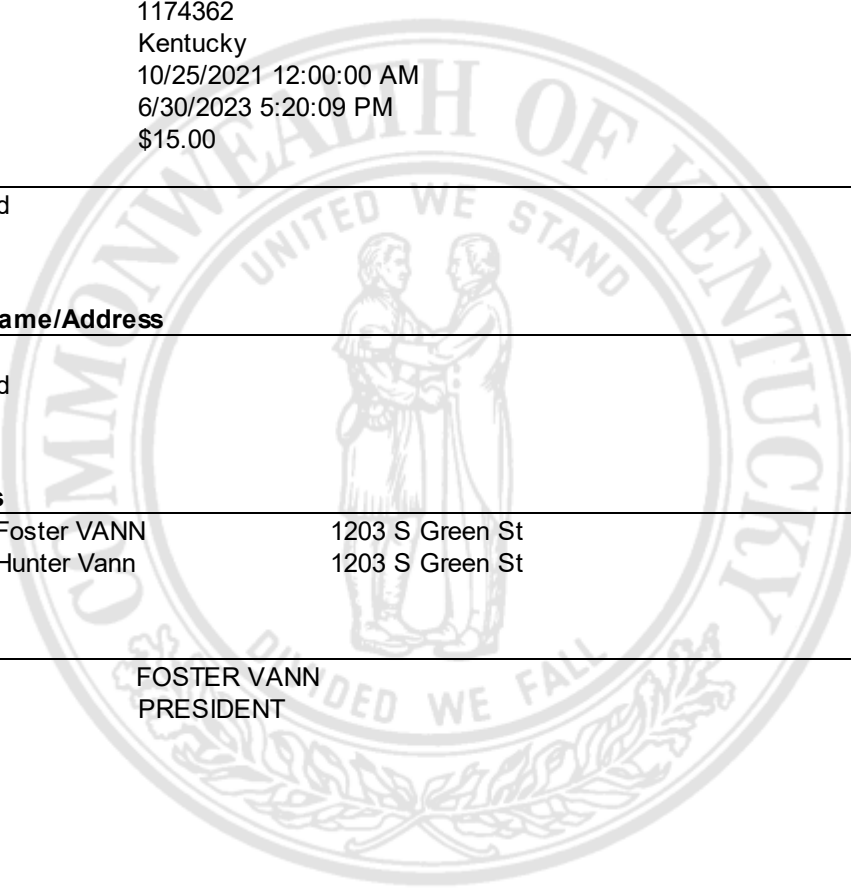 1174362
Kentucky
10/25/2021 12:00:00 AM
6/30/2023 5:20:09 PM
$15.00
d
ame/Address
d
s
Foster VANN 1203 S Green St
Hunter Vann 1203 S Green St
FOSTER VANN
PRESIDENT
COMMONWEALTH OF KENTUCKY
UNITED WE STAND
DIVIDED WE FALL